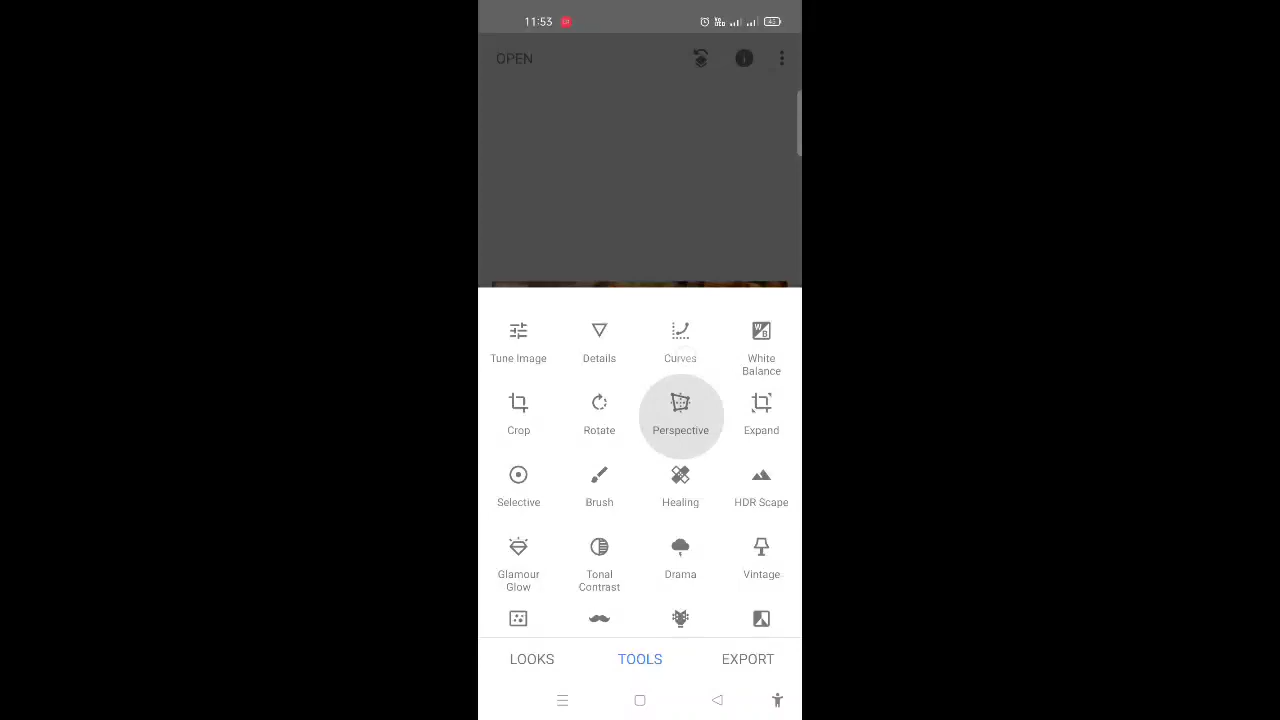 11:53
OPEN
Tune Image Details Curves White Balance
Crop Rotate Perspective Expand
Selective Brush Healing HDR Scape
Glamour Glow Tonal Contrast Drama Vintage
LOOKS TOOLS EXPORT